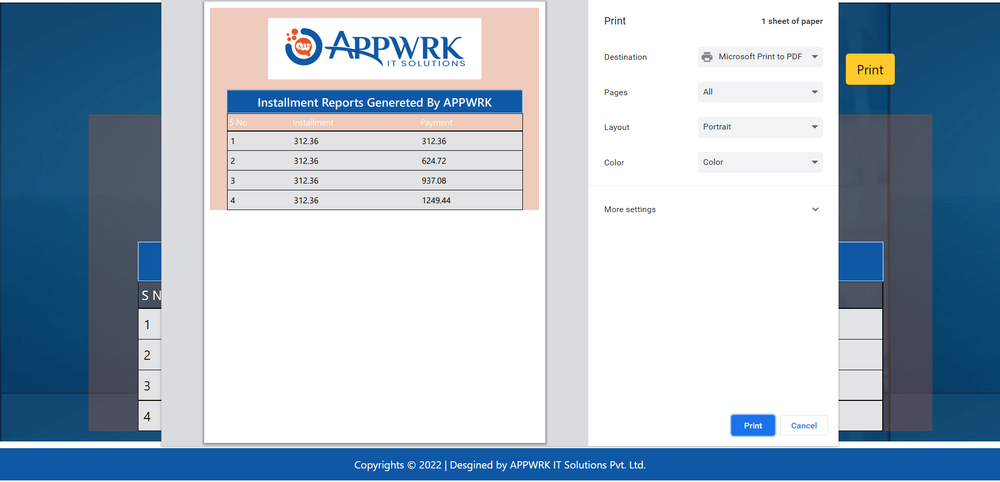 APPWRK
IT SOLUTIONS
Installment Reports Genereted By APPWRK
S No Installment Payment
1 312.36 312.36
2 312.36 624.72
3 312.36 937.08
4 312.36 1249.44
Print 1 sheet of paper
Destination Microsoft Print to PDF
Pages All
Layout Portrait
Color Color
More settings
Print Cancel
Print
S N
1
2
3
4
Copyrights © 2022 | Desgined by APPWRK IT Solutions Pvt. Ltd.